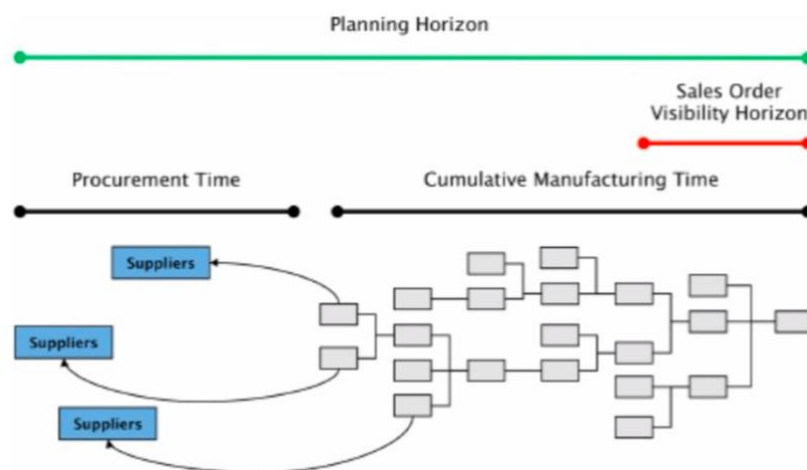 Planning Horizon
Sales Order
Visibility Horizon
Procurement Time
Cumulative Manufacturing Time
Suppliers
Suppliers
Suppliers